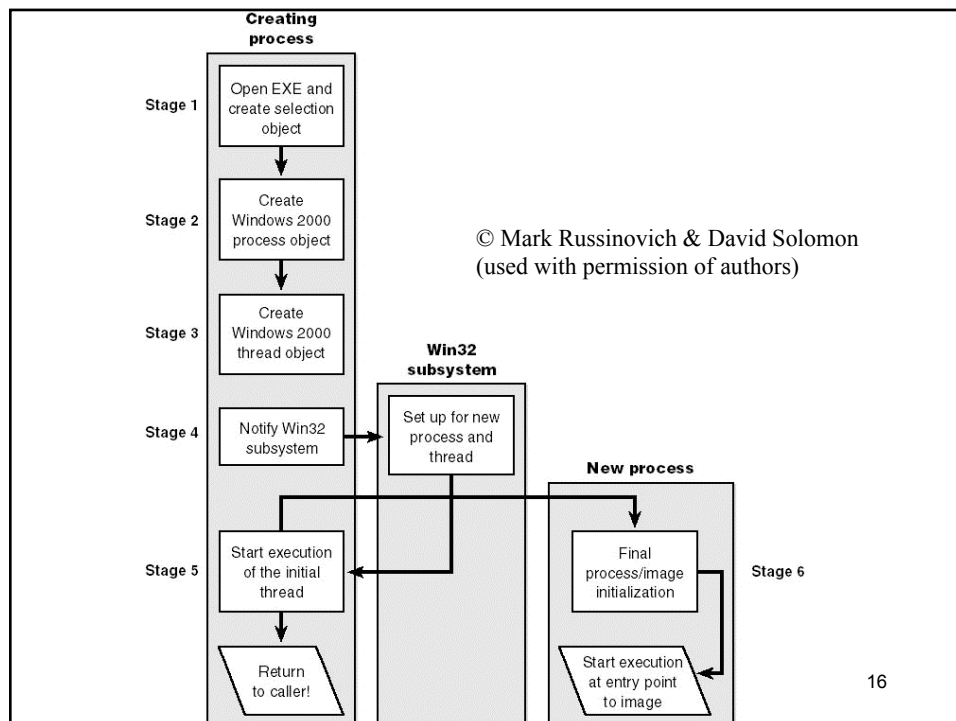 Creating
process
Stage 1
Open EXE and
create selection
object
Stage 2
Create
Windows 2000
process object
© Mark Russinovich & David Solomon
(used with permission of authors)
Stage 3
Create
Windows 2000
thread object
Win32
subsystem
Stage 4
Notify Win32
subsystem
Set up for new
process and
thread
New process
Stage 5
Start execution
of the initial
thread
Final
process/image
initialization
Stage 6
Return
to caller!
Start execution
at entry point
to image
16